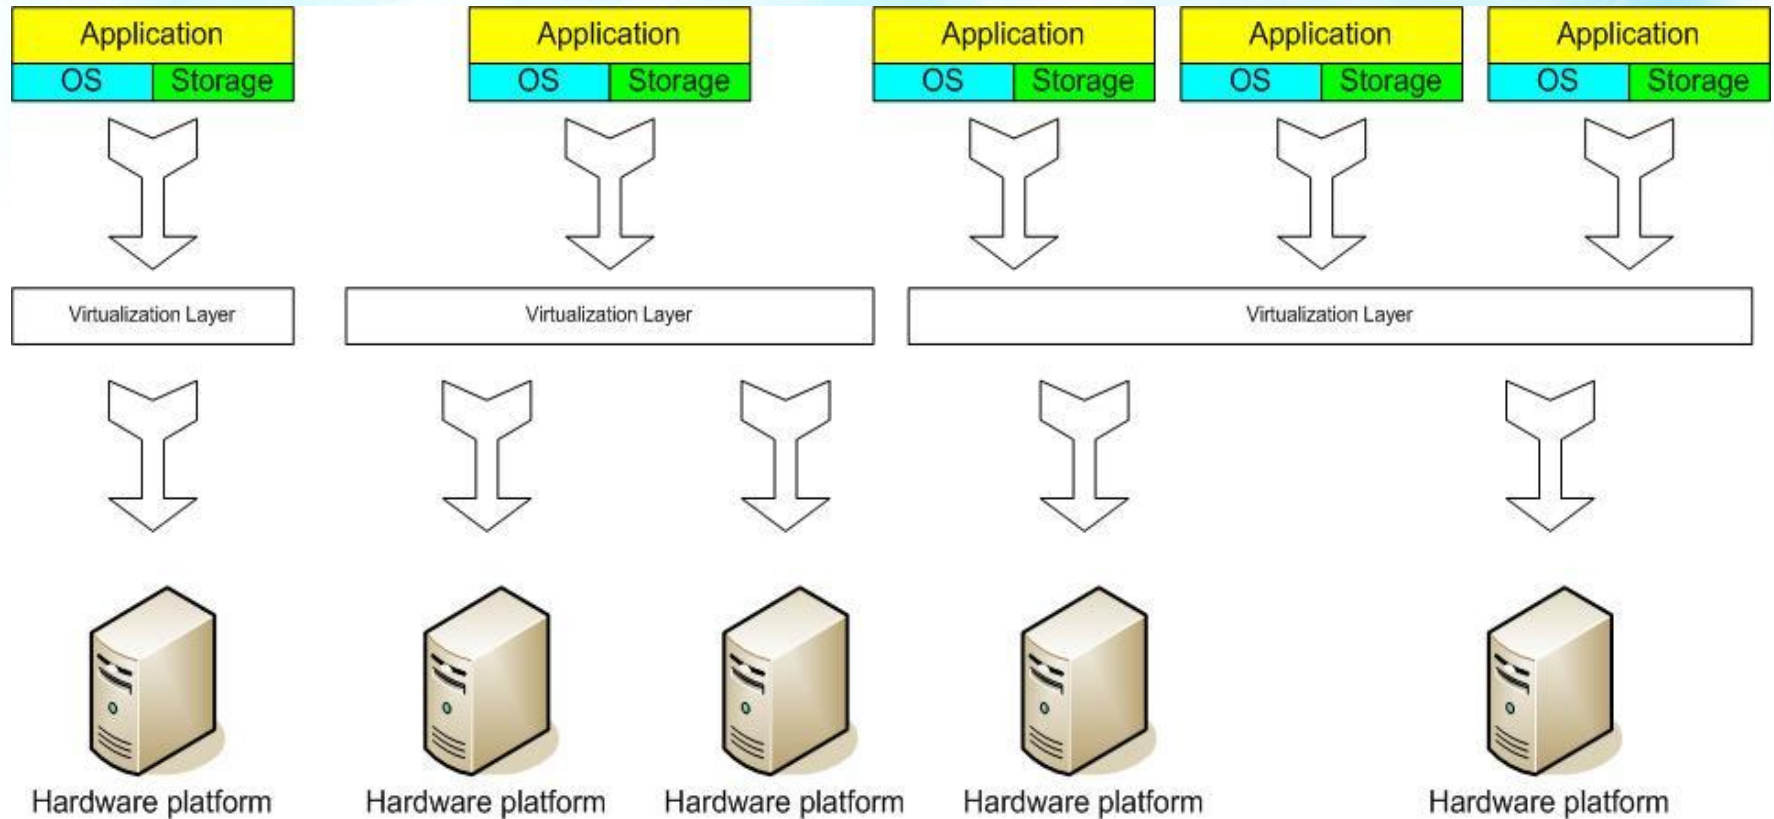 Application Application Application Application Application
OS Storage OS Storage OS Storage OS Storage OS Storage
Virtualization Layer Virtualization Layer Virtualization Layer
Hardware platform Hardware platform Hardware platform Hardware platform Hardware platform